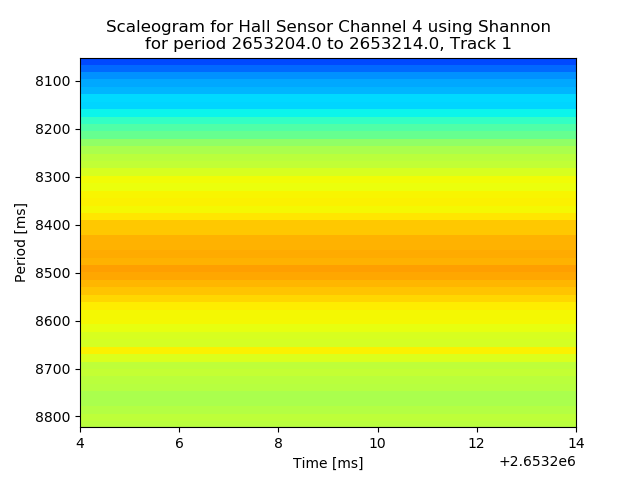 Scaleogram for Hall Sensor Channel 4 using Shannon
for period 2653204.0 to 2653214.0, Track 1
8100
8200
8300
8400
8500
8600
8700
8800
Period [ms]
4 6 8 10 12 14
Time [ms]
+2.6532e6